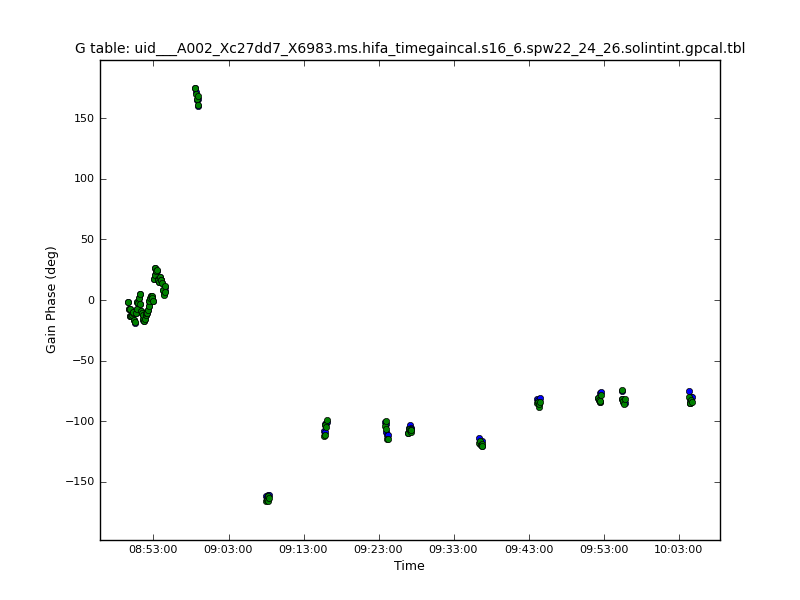 G table: uid___A002_Xc27dd7_X6983.ms.hifa_timegaincal.s16_6.spw22_24_26.solintint.gpcal.tbl
150
100
50
0
−50
−100
−150
Gain Phase (deg)
08:53:00 09:03:00 09:13:00 09:23:00 09:33:00 09:43:00 09:53:00 10:03:00
Time